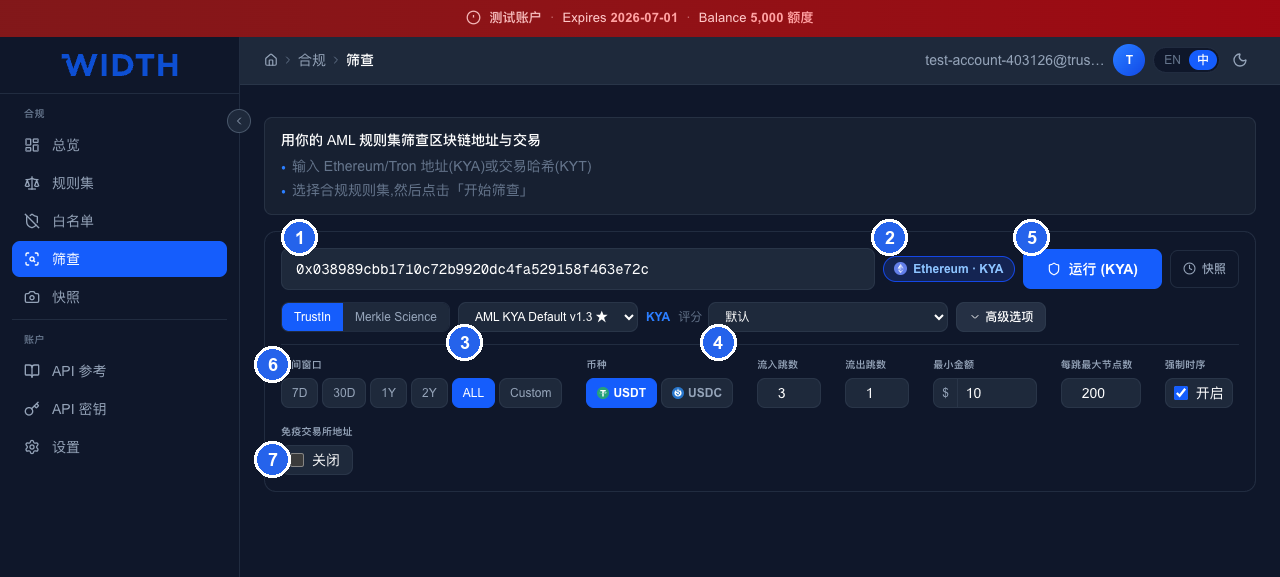 测试账户 · Expires 2026-07-01 · Balance 5,000 额度
WIDTH
合规 筛查
test-account-403126@trus… T EN 中
合规
总览
规则集
白名单
筛查
快照
账户
API 参考
API 密钥
设置
用你的 AML 规则集筛查区块链地址与交易
• 输入 Ethereum/Tron 地址(KYA)或交易哈希(KYT)
• 选择合规规则集,然后点击「开始筛查」
1 2 5
0x038989cbb1710c72b9920dc4fa529158f463e72c Ethereum · KYA 运行 (KYA) 快照
TrustIn Merkle Science AML KYA Default v1.3 ★ KYA 评分 默认 高级选项
3 4
6 间窗口 币种 流入跳数 流出跳数 最小金额 每跳最大节点数 强制时序
7D 30D 1Y 2Y ALL Custom USDT USDC 3 1 $ 10 200 开启
免疫交易所地址
7 关闭